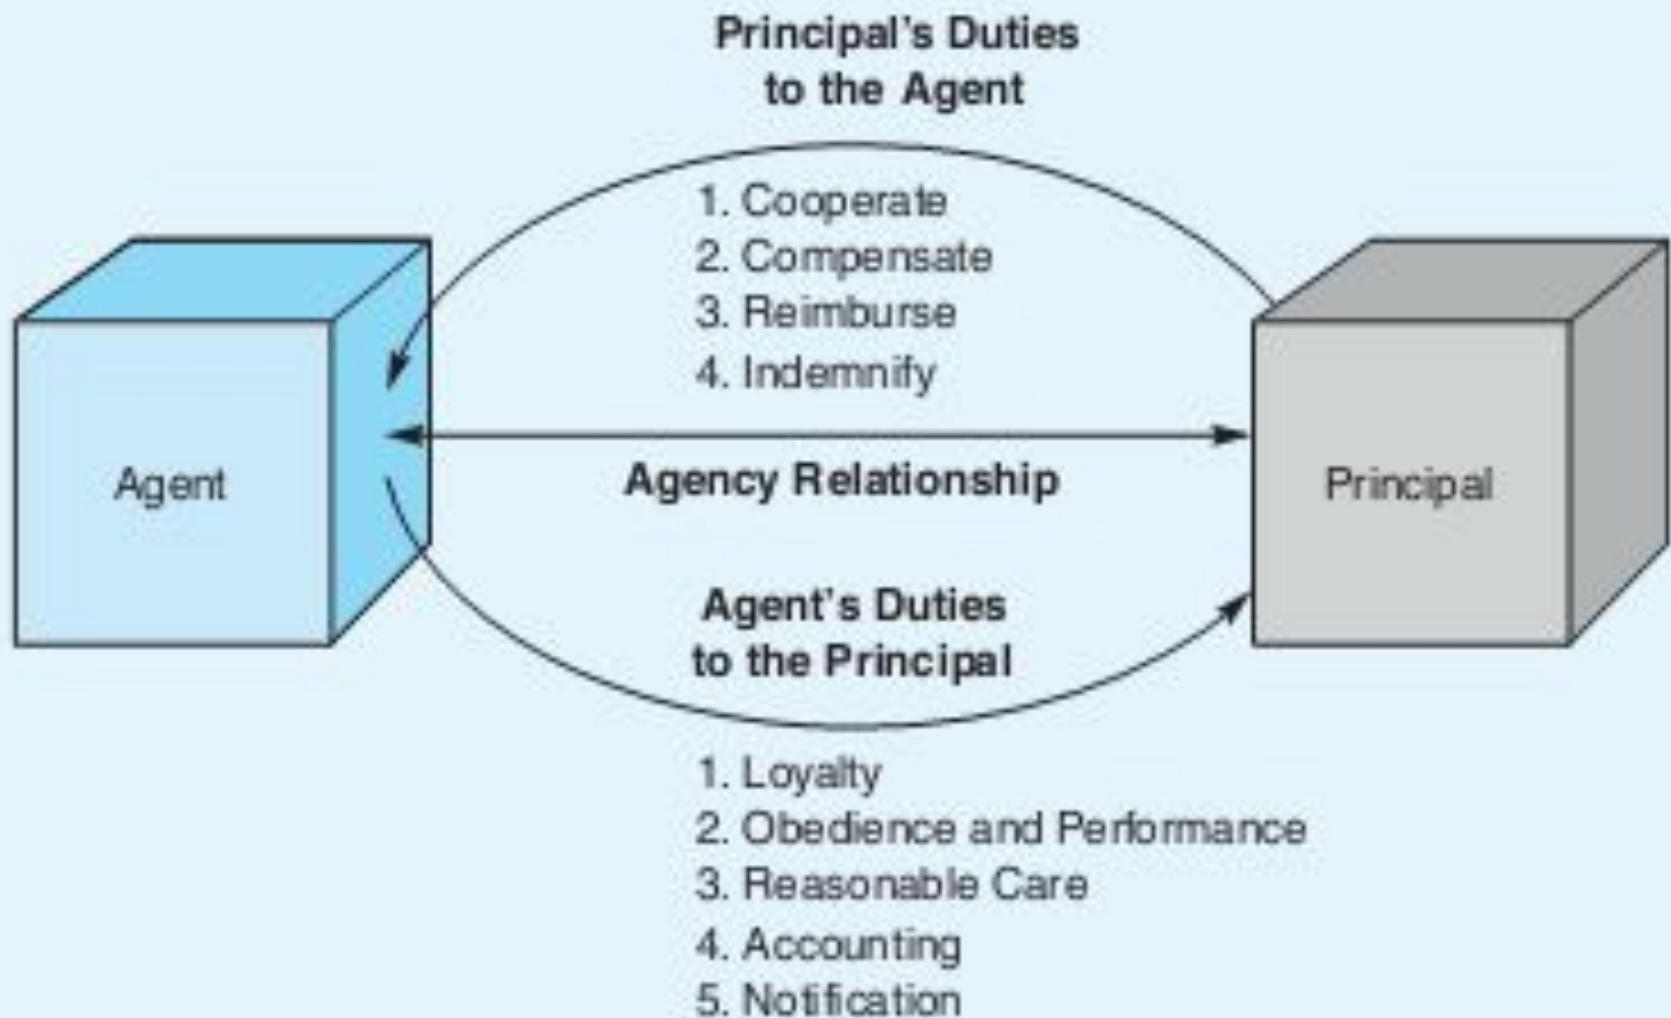 Principal's Duties
to the Agent
1. Cooperate
2. Compensate
3. Reimburse
4. Indemnify
Agent
Agency Relationship
Principal
Agent's Duties
to the Principal
1. Loyalty
2. Obedience and Performance
3. Reasonable Care
4. Accounting
5. Notification